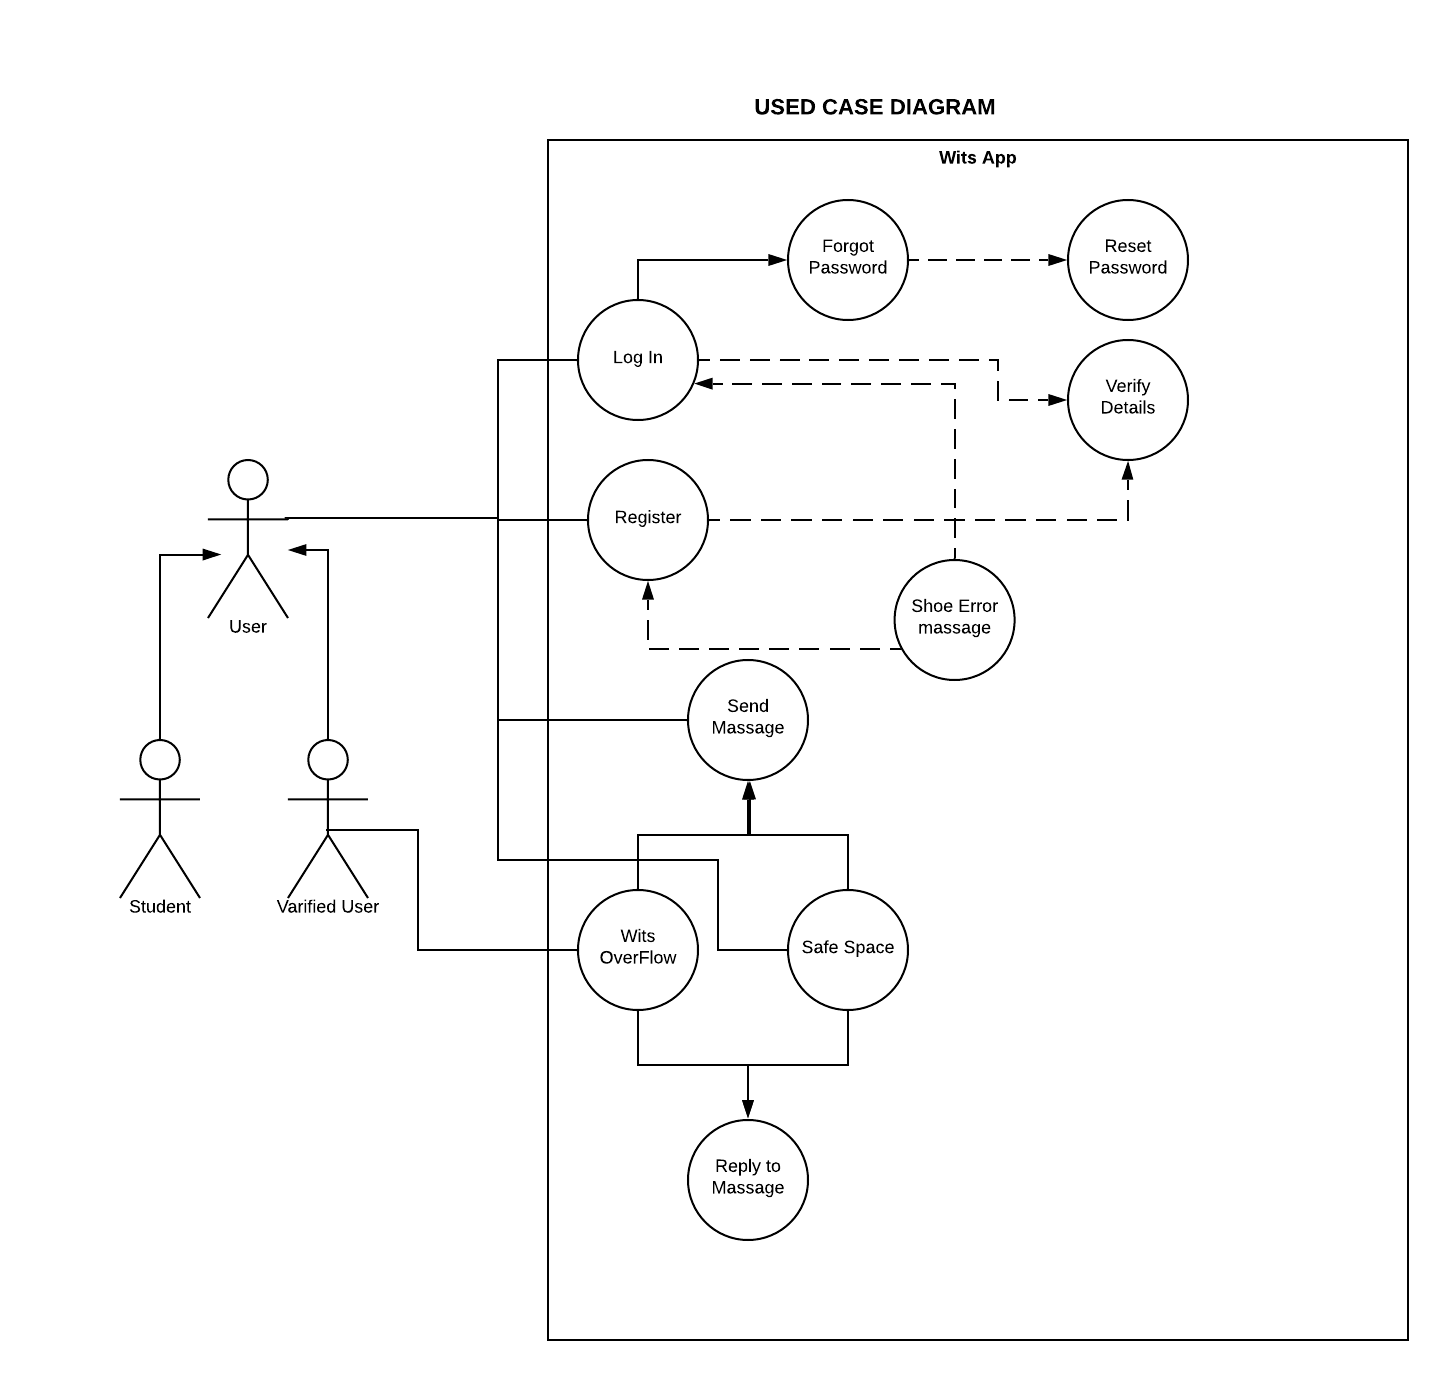 USED CASE DIAGRAM
Wits App
Forgot
Password
Reset
Password
Log In
Verify
Details
Register
Shoe Error
massage
User
Send
Massage
Student
Varified User
Wits
OverFlow
Safe Space
Reply to
Massage